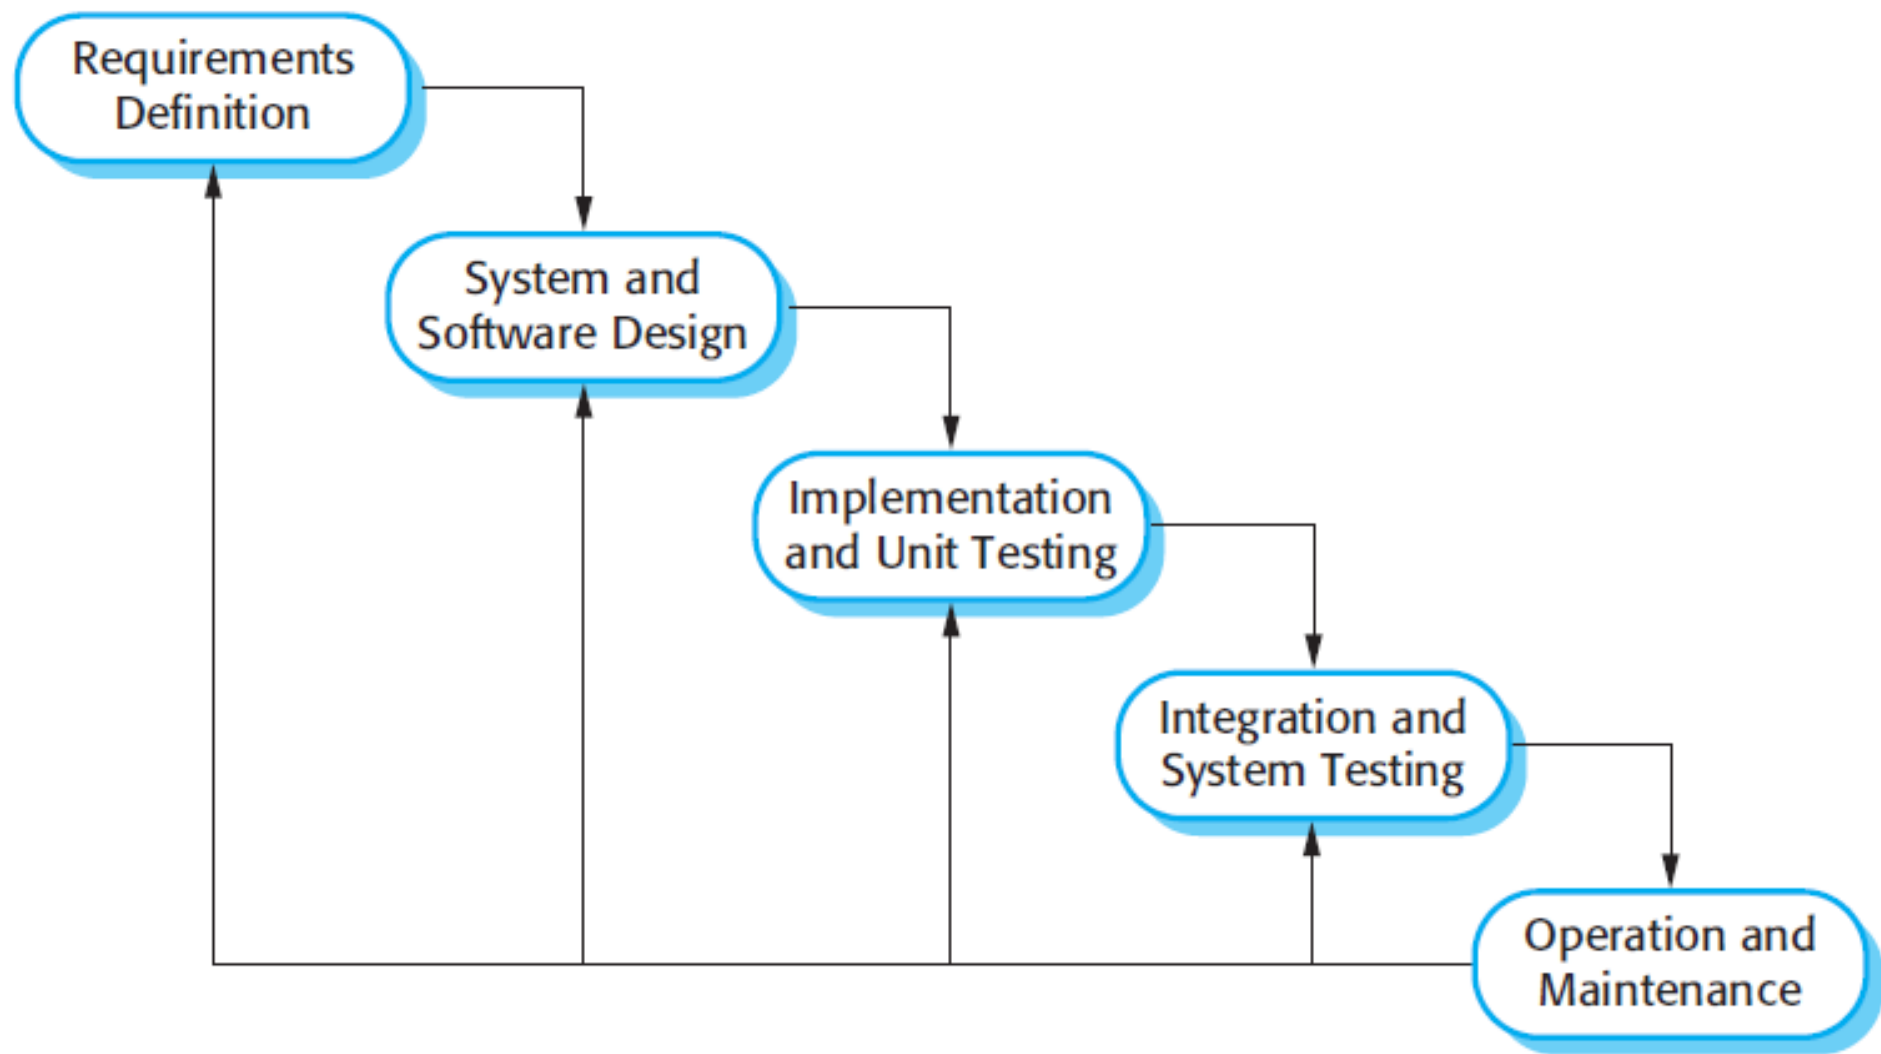 Requirements
Definition
System and
Software Design
Implementation
and Unit Testing
Integration and
System Testing
Operation and
Maintenance